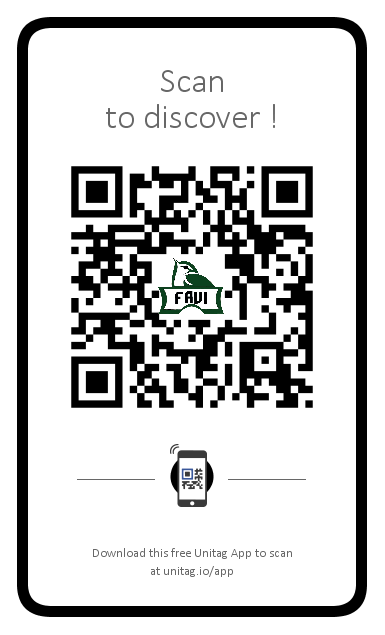 Scan
to discover !
FAVI
Download this free Unitag App to scan
at unitag.io/app